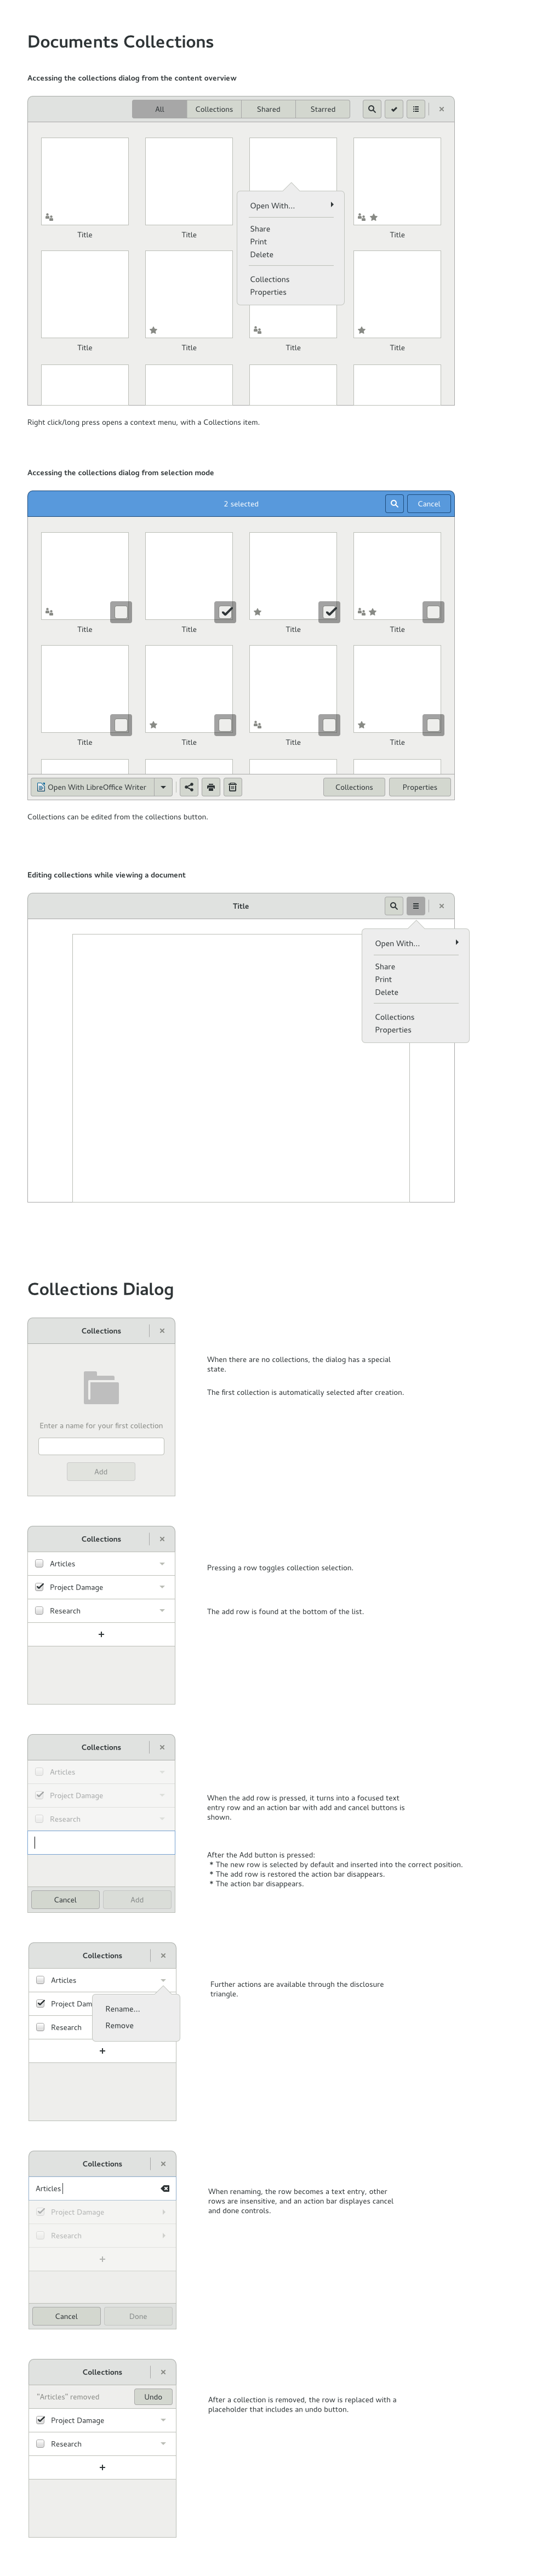 Documents Collections
Accessing the collections dialog from the content overview
All Collections Shared Starred
Open With...
Share
Print
Delete
Collections
Properties
Title Title Title
Title Title Title Title
Right click/long press opens a context menu, with a Collections item.
Accessing the collections dialog from selection mode
2 selected Cancel
Title Title Title Title
Title Title Title Title
Open With LibreOffice Writer Collections Properties
Collections can be edited from the collections button.
Editing collections while viewing a document
Title
Open With...
Share
Print
Delete
Collections
Properties
Collections Dialog
Collections
Enter a name for your first collection
Add
When there are no collections, the dialog has a special
state.
The first collection is automatically selected after creation.
Collections
Articles
Project Damage
Research
+
Pressing a row toggles collection selection.
The add row is found at the bottom of the list.
Collections
Articles
Project Damage
Research
Cancel Add
When the add row is pressed, it turns into a focused text
entry row and an action bar with add and cancel buttons is
shown.
After the Add button is pressed:
* The new row is selected by default and inserted into the correct position.
* The add row is restored the action bar disappears.
* The action bar disappears.
Collections
Articles
Project Dam
Research
+
Rename...
Remove
Further actions are available through the disclosure
triangle.
Collections
Articles
Project Damage
Research
+
Cancel Done
When renaming, the row becomes a text entry, other
rows are insensitive, and an action bar displayes cancel
and done controls.
Collections
"Articles" removed Undo
Project Damage
Research
+
After a collection is removed, the row is replaced with a
placeholder that includes an undo button.